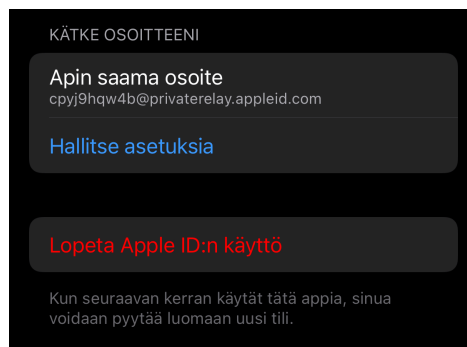 KÄTKE OSOITTEENI
Apin saama osoite
cpyj9hqw4b@privaterelay.appleid.com
Hallitse asetuksia
Lopeta Apple ID:n käyttö
Kun seuraavan kerran käytät tätä appia, sinua
voidaan pyytää luomaan uusi tili.